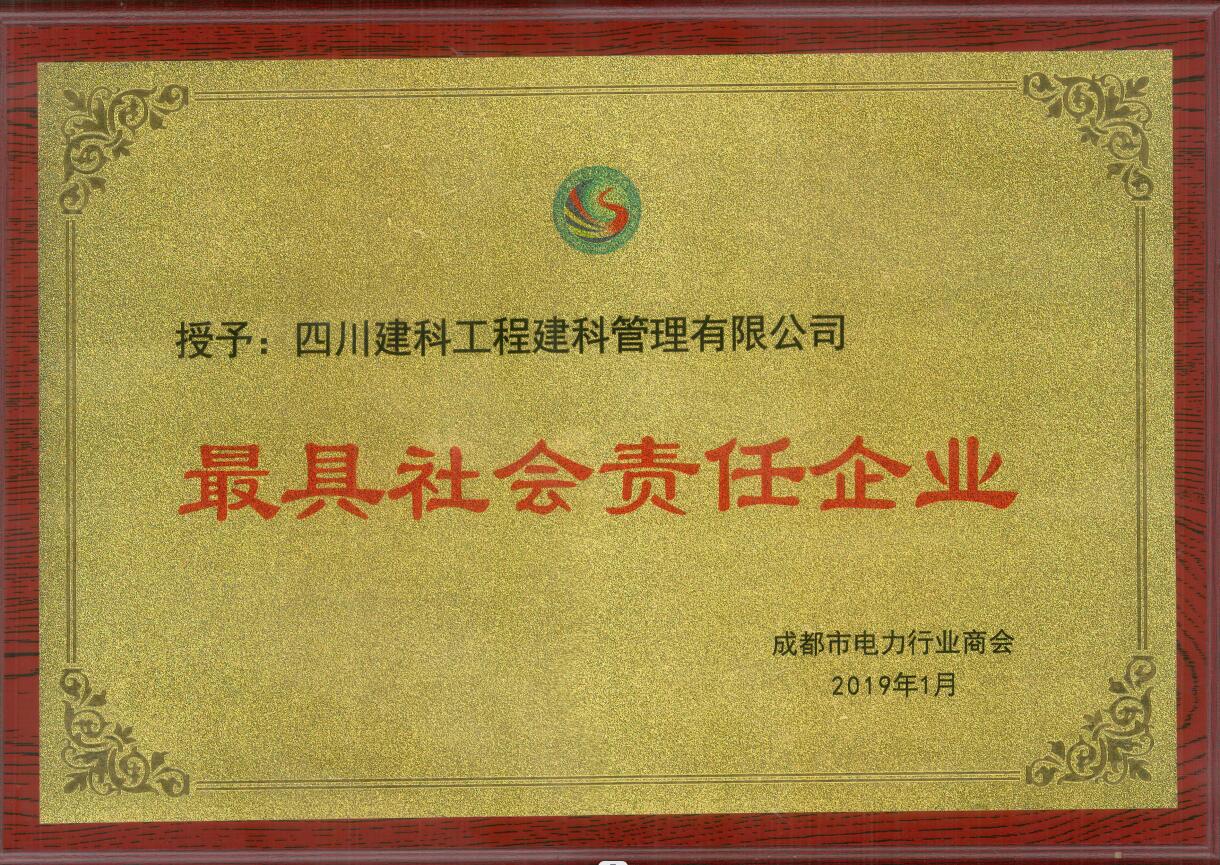 授予：四川建科工程建科管理有限公司
最具社会责任企业
成都市电力行业商会
2019年1月